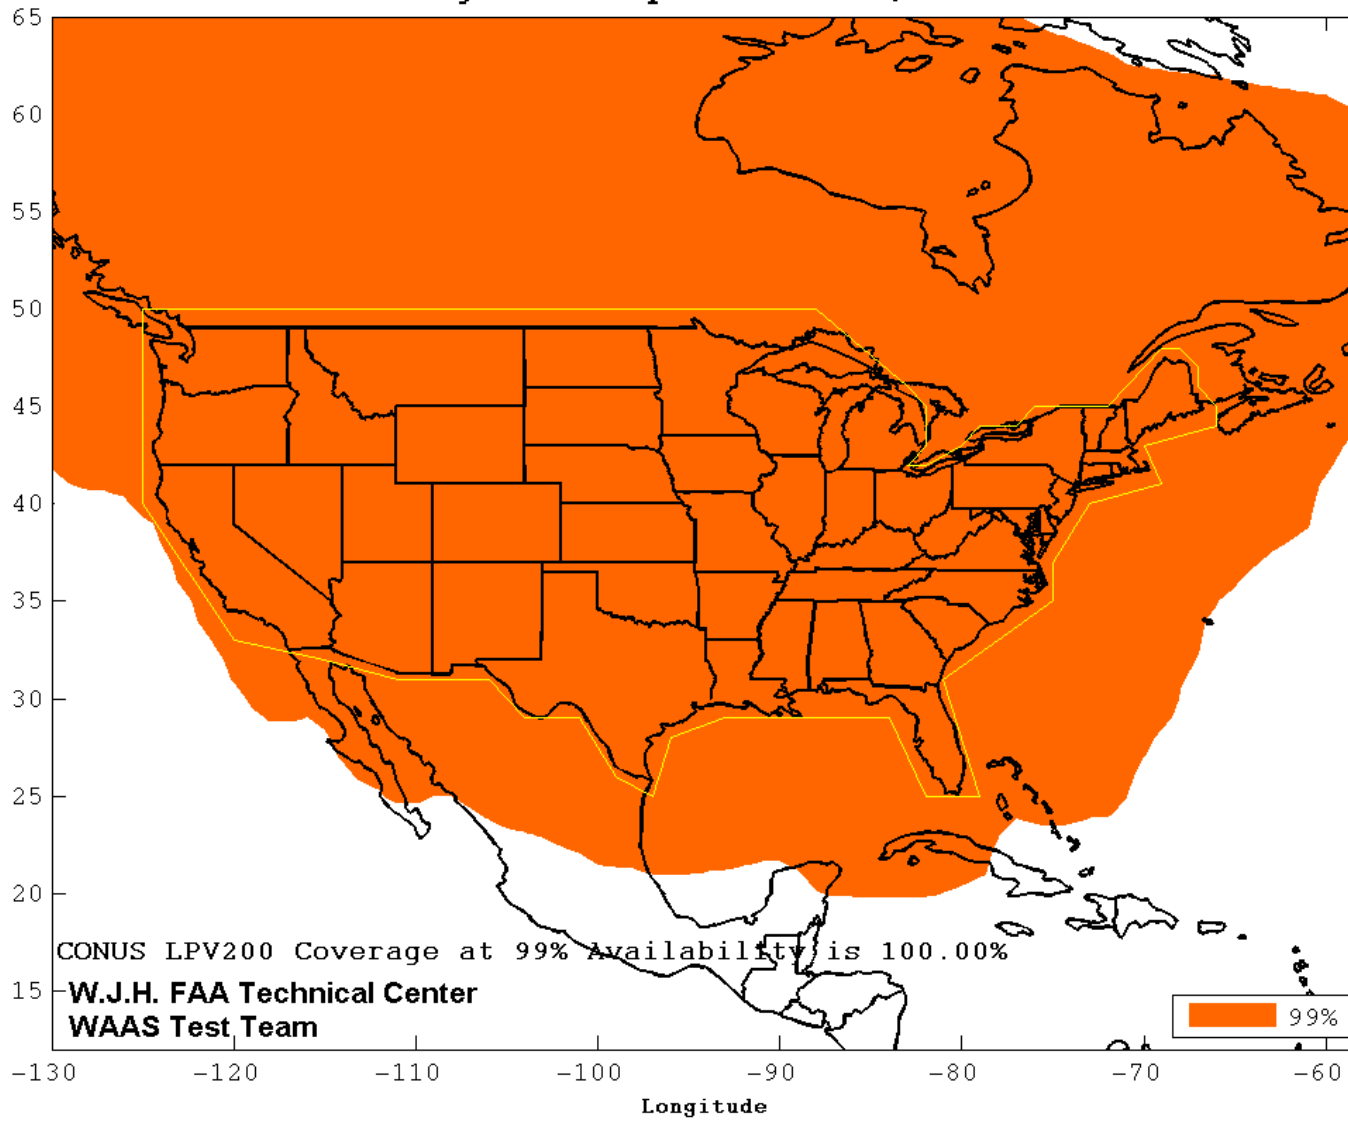 65
60
55
50
45
40
35
30
25
20
15
CONUS LPV200 Coverage at 99% Availability is 100.00%
W.J.H. FAA Technical Center
WAAS Test Team
99%
-130 -120 -110 -100 -90 -80 -70 -60
Longitude